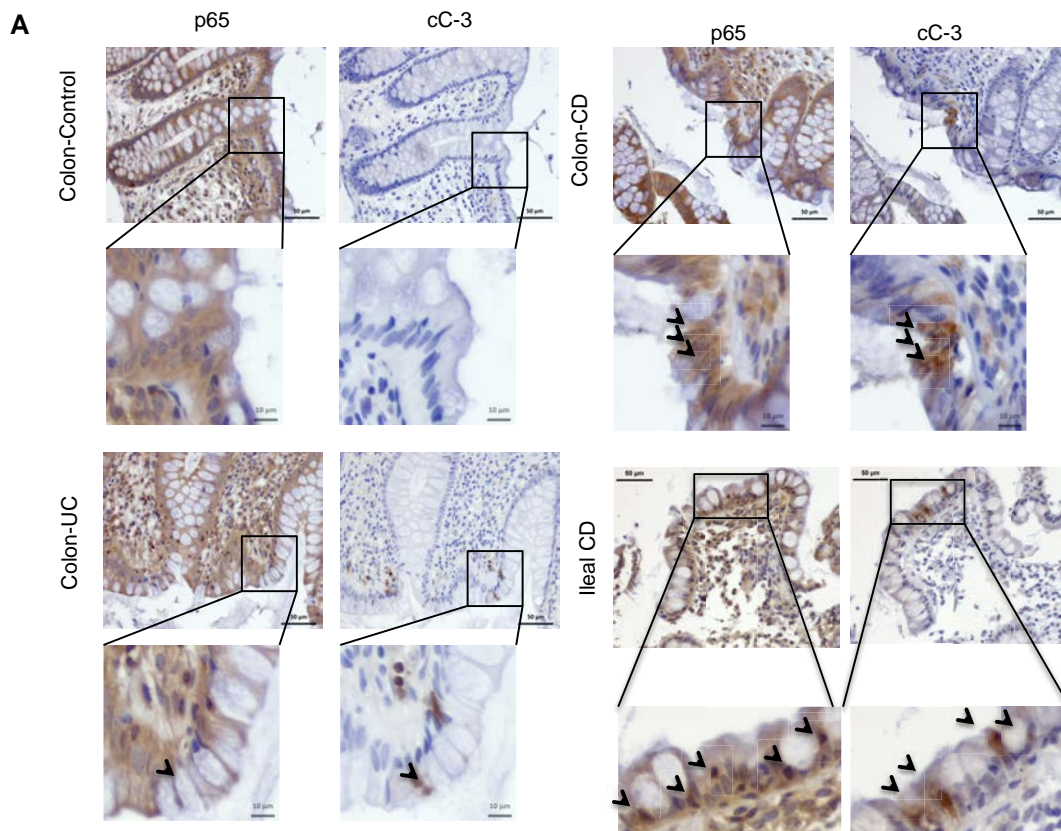 A
p65
cC-3
p65
cC-3
Colon-Control
50 µm
50 µm
10 µm
10 µm
Colon-CD
50 µm
50 µm
10 µm
10 µm
Colon-UC
50 µm
50 µm
10 µm
10 µm
Ileal CD
50 µm
50 µm